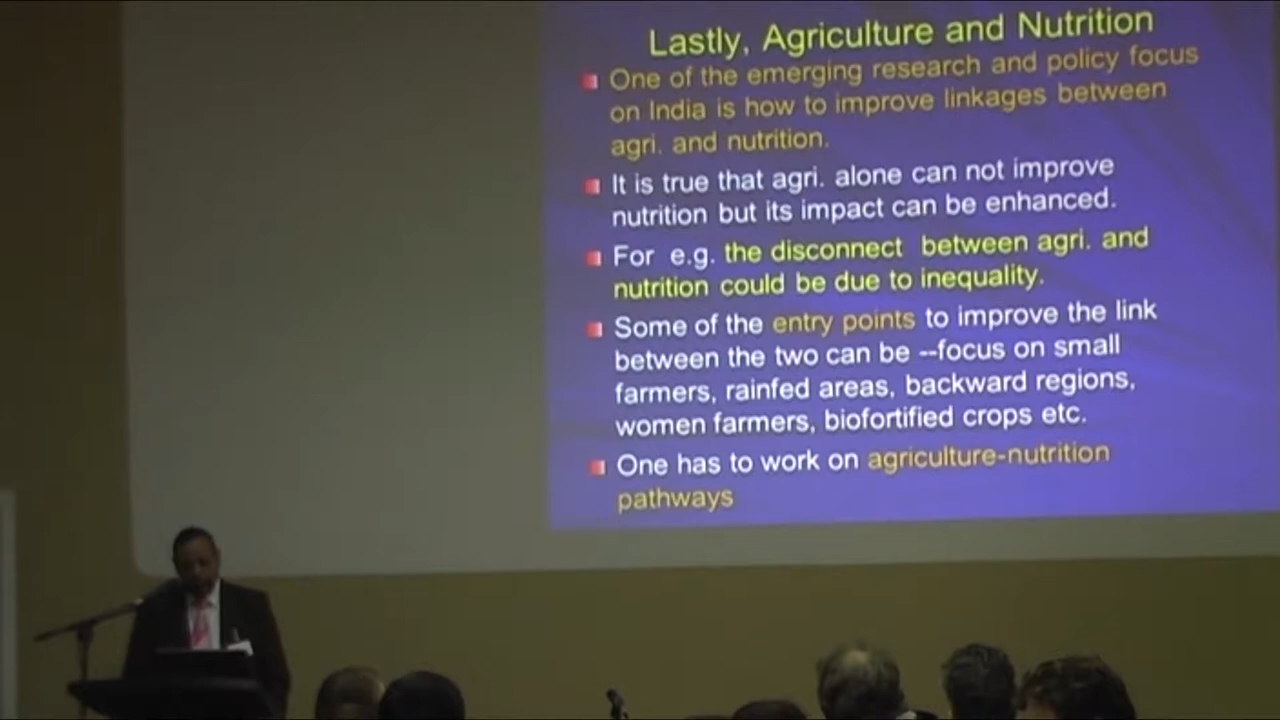 Lastly, Agriculture and Nutrition
One of the emerging research and policy focus
on India is how to improve linkages between
agri. and nutrition.
It is true that agri. alone can not improve
nutrition but its impact can be enhanced.
For e.g. the disconnect between agri. and
nutrition could be due to inequality.
Some of the entry points to improve the link
between the two can be --focus on small
farmers, rainfed areas, backward regions,
women farmers, biofortified crops etc.
One has to work on agriculture-nutrition
pathways